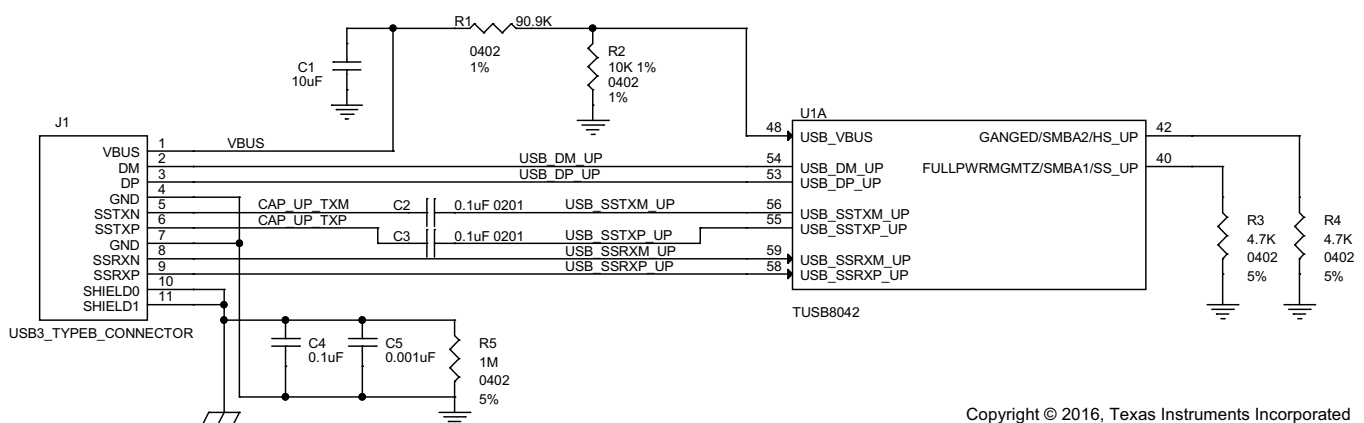 R1 90.9K
0402
1%
R2
10K 1%
0402
1%
C1
10uF
J1
USB3_TYPEB_CONNECTOR
VBUS 1 VBUS
DM 2
DP 3
GND 4
SSTXN 5 CAP_UP_TXM
SSTXP 6 CAP_UP_TXP
GND 7
SSRXN 8
SSRXP 9
SHIELD0 10
SHIELD1 11
C2 0.1uF 0201
C3 0.1uF 0201
USB_DM_UP
USB_DP_UP
USB_SSTXM_UP
USB_SSTXP_UP
USB_SSRXM_UP
USB_SSRXP_UP
U1A
48 USB_VBUS
54 USB_DM_UP
53 USB_DP_UP
56 USB_SSTXM_UP
55 USB_SSTXP_UP
59 USB_SSRXM_UP
58 USB_SSRXP_UP
GANGED/SMBA2/HS_UP 42
FULLPWRMGMTZ/SMBA1/SS_UP 40
TUSB8042
R3
4.7K
0402
5%
R4
4.7K
0402
5%
C4
0.1uF
C5
0.001uF
R5
1M
0402
5%
Copyright © 2016, Texas Instruments Incorporated